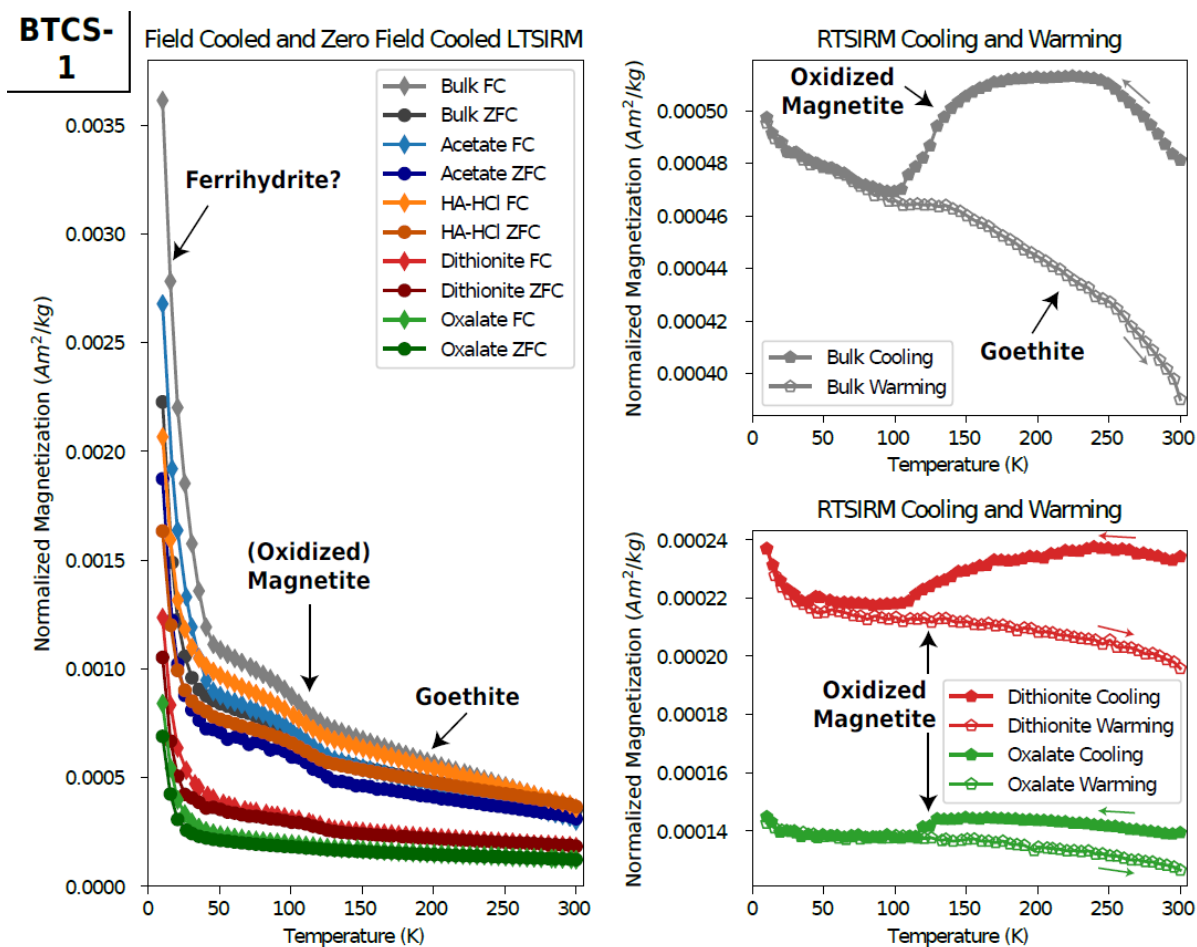 BTCS-
1
Field Cooled and Zero Field Cooled LTSIRM
Normalized Magnetization (Am²/kg)
0.0035
0.0030
0.0025
0.0020
0.0015
0.0010
0.0005
0.0000
Bulk FC
Bulk ZFC
Acetate FC
Acetate ZFC
HA-HCl FC
HA-HCl ZFC
Dithionite FC
Dithionite ZFC
Oxalate FC
Oxalate ZFC
Ferrihydrite?
(Oxidized)
Magnetite
Goethite
0 50 100 150 200 250 300
Temperature (K)
RTSIRM Cooling and Warming
Normalized Magnetization (Am²/kg)
0.00050
0.00048
0.00046
0.00044
0.00042
0.00040
Oxidized
Magnetite
Goethite
Bulk Cooling
Bulk Warming
0 50 100 150 200 250 300
Temperature (K)
RTSIRM Cooling and Warming
Normalized Magnetization (Am²/kg)
0.00024
0.00022
0.00020
0.00018
0.00016
0.00014
Oxidized
Magnetite
Dithionite Cooling
Dithionite Warming
Oxalate Cooling
Oxalate Warming
0 50 100 150 200 250 300
Temperature (K)